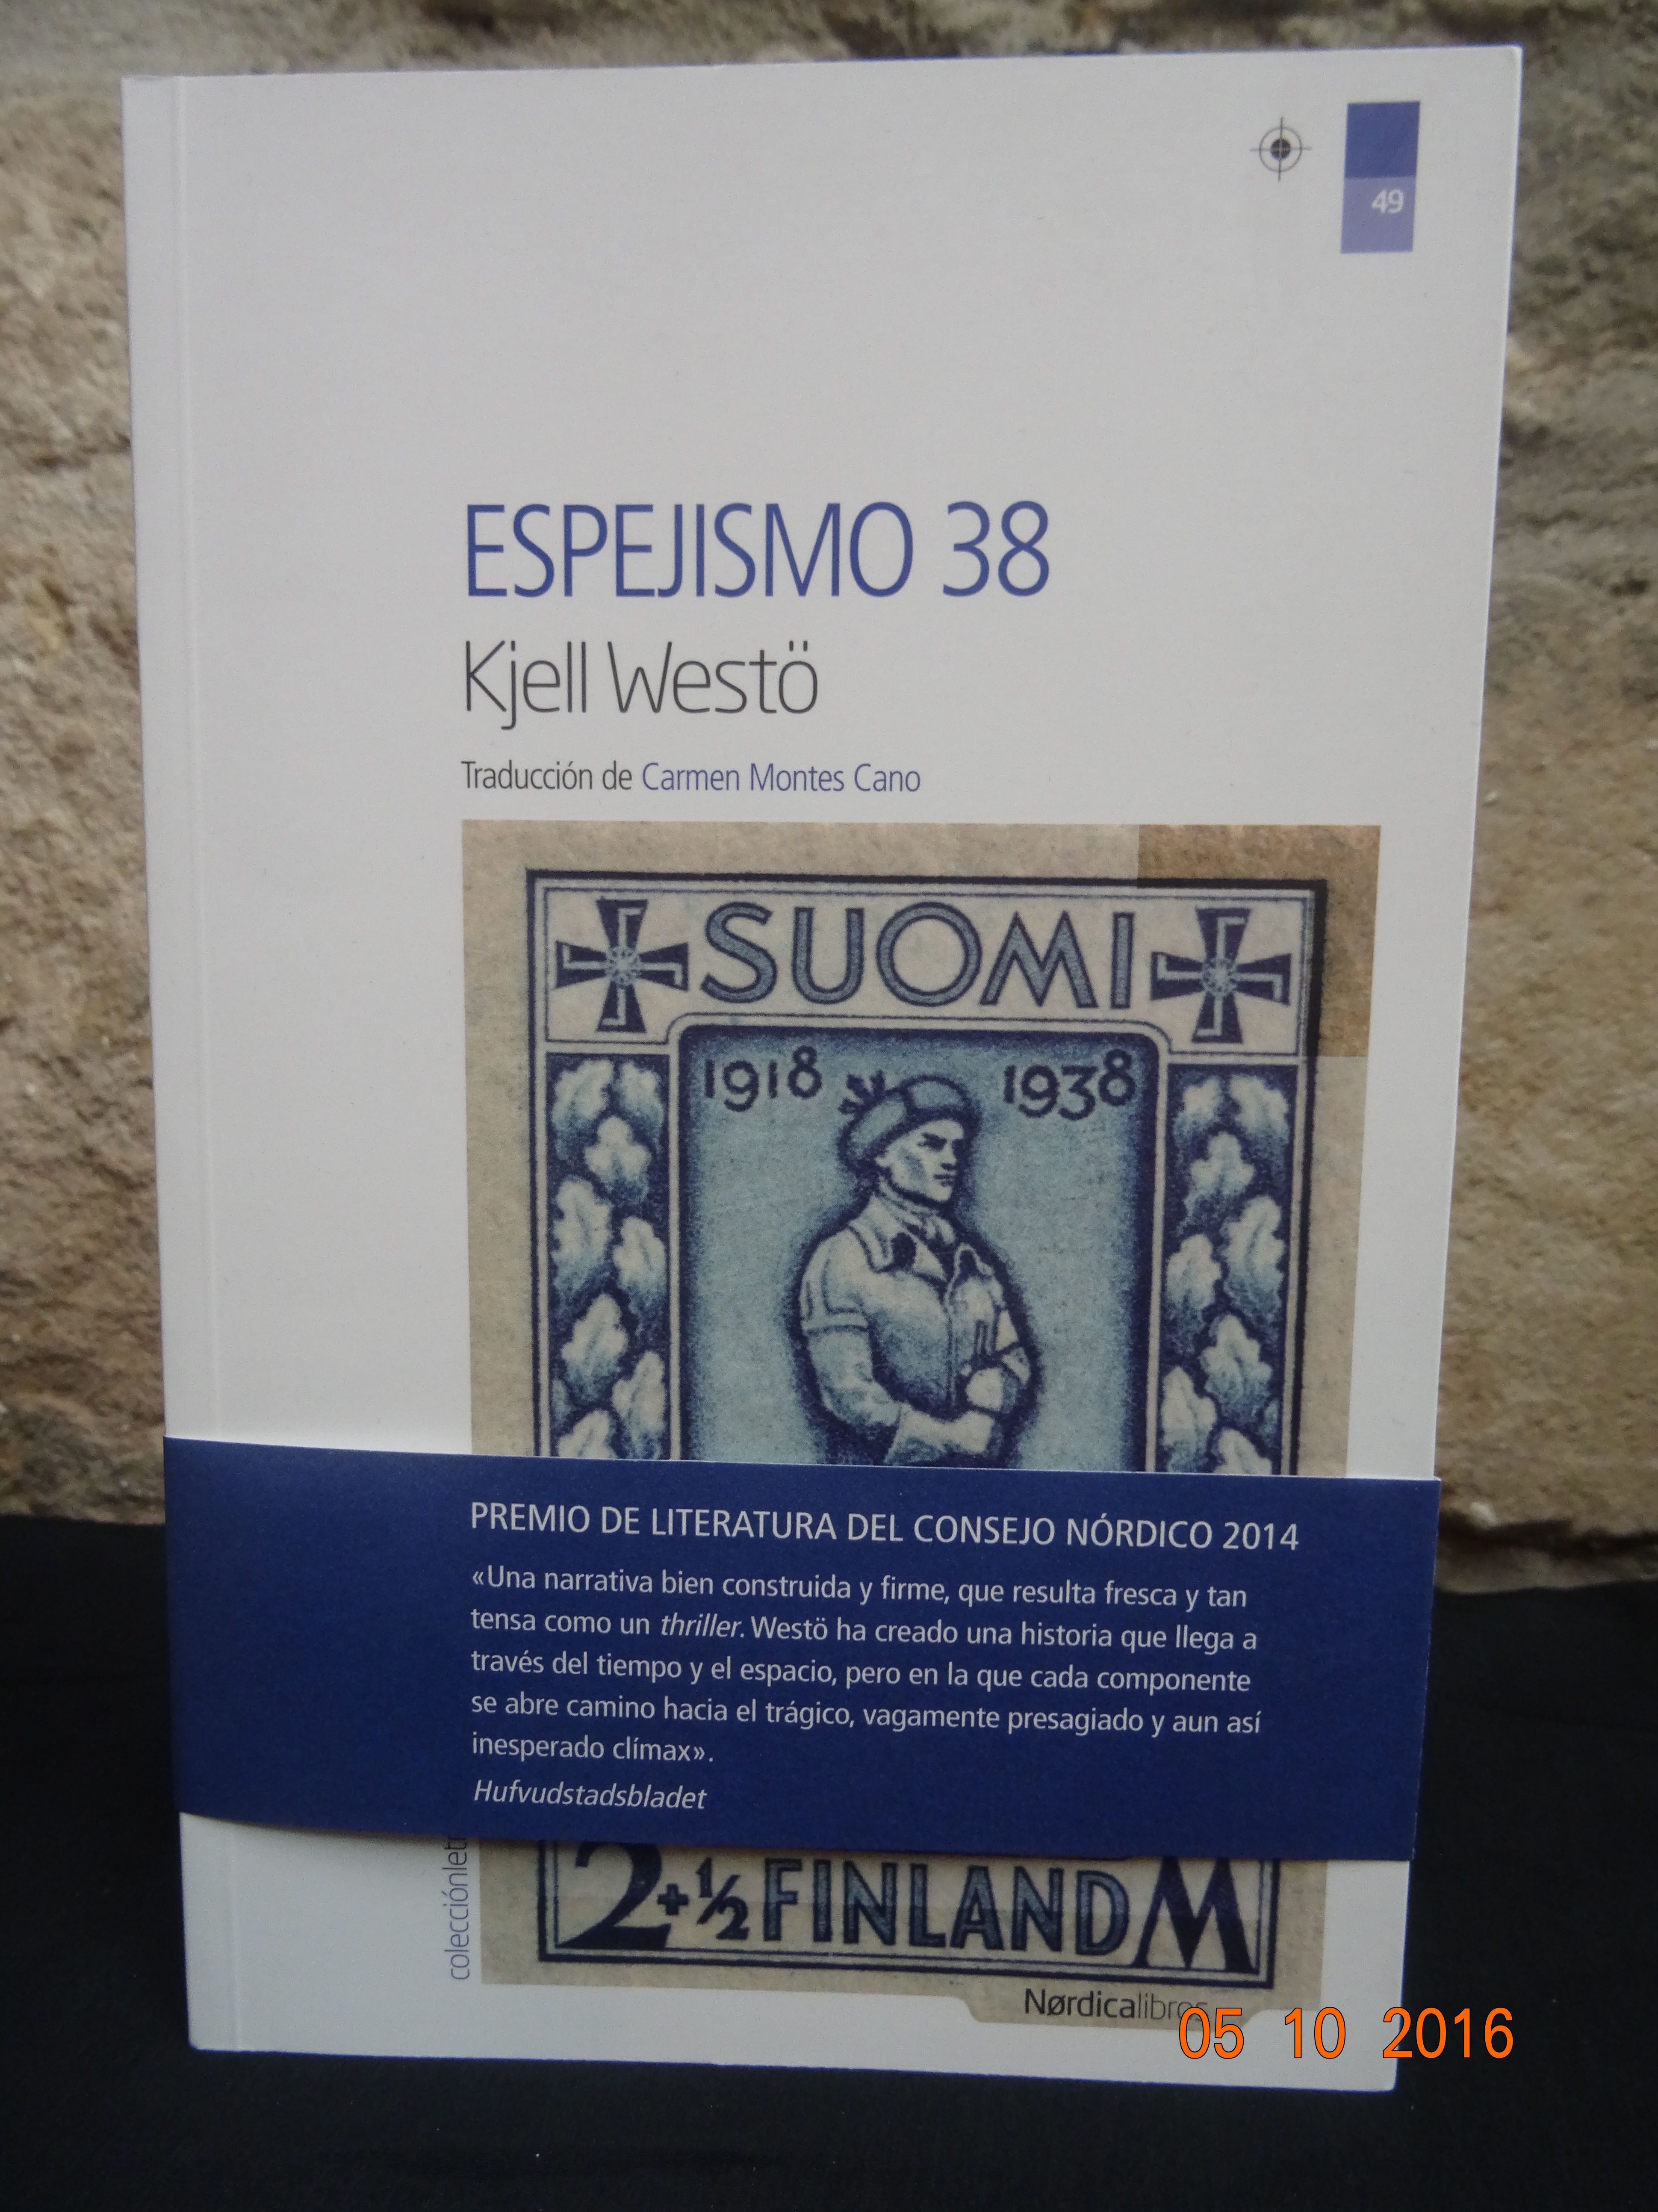 49
ESPEJISMO 38
Kjell Westö
Traducción de Carmen Montes Cano
SUOMI
1918 1938
PREMIO DE LITERATURA DEL CONSEJO NÓRDICO 2014
«Una narrativa bien construida y firme, que resulta fresca y tan
tensa como un thriller. Westö ha creado una historia que llega a
través del tiempo y el espacio, pero en la que cada componente
se abre camino hacia el trágico, vagamente presagiado y aun así
inesperado clímax».
Hufvudstadsbladet
2+½ FINLAND M
Nørdicalibros
05 10 2016